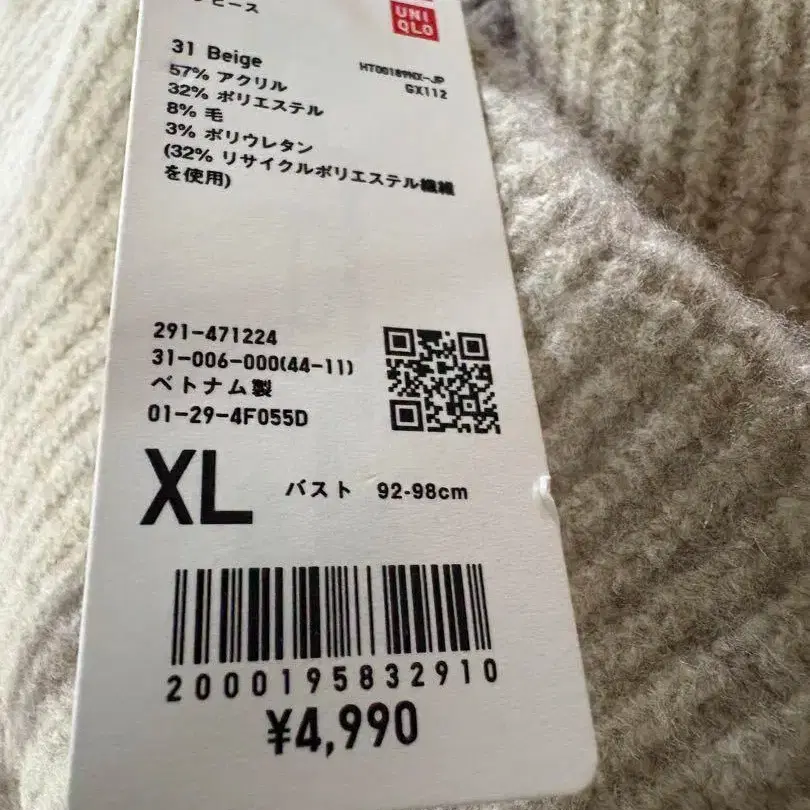 ピース
UNI
QLO
31 Beige
HT00189NX-JP
GX112
57% アクリル
32% ポリエステル
8% 毛
3% ポリウレタン
(32% リサイクルポリエステル繊維
を使用)
291-471224
31-006-000(44-11)
ベトナム製
01-29-4F055D
XL バスト 92-98cm
2000195832910
¥4,990